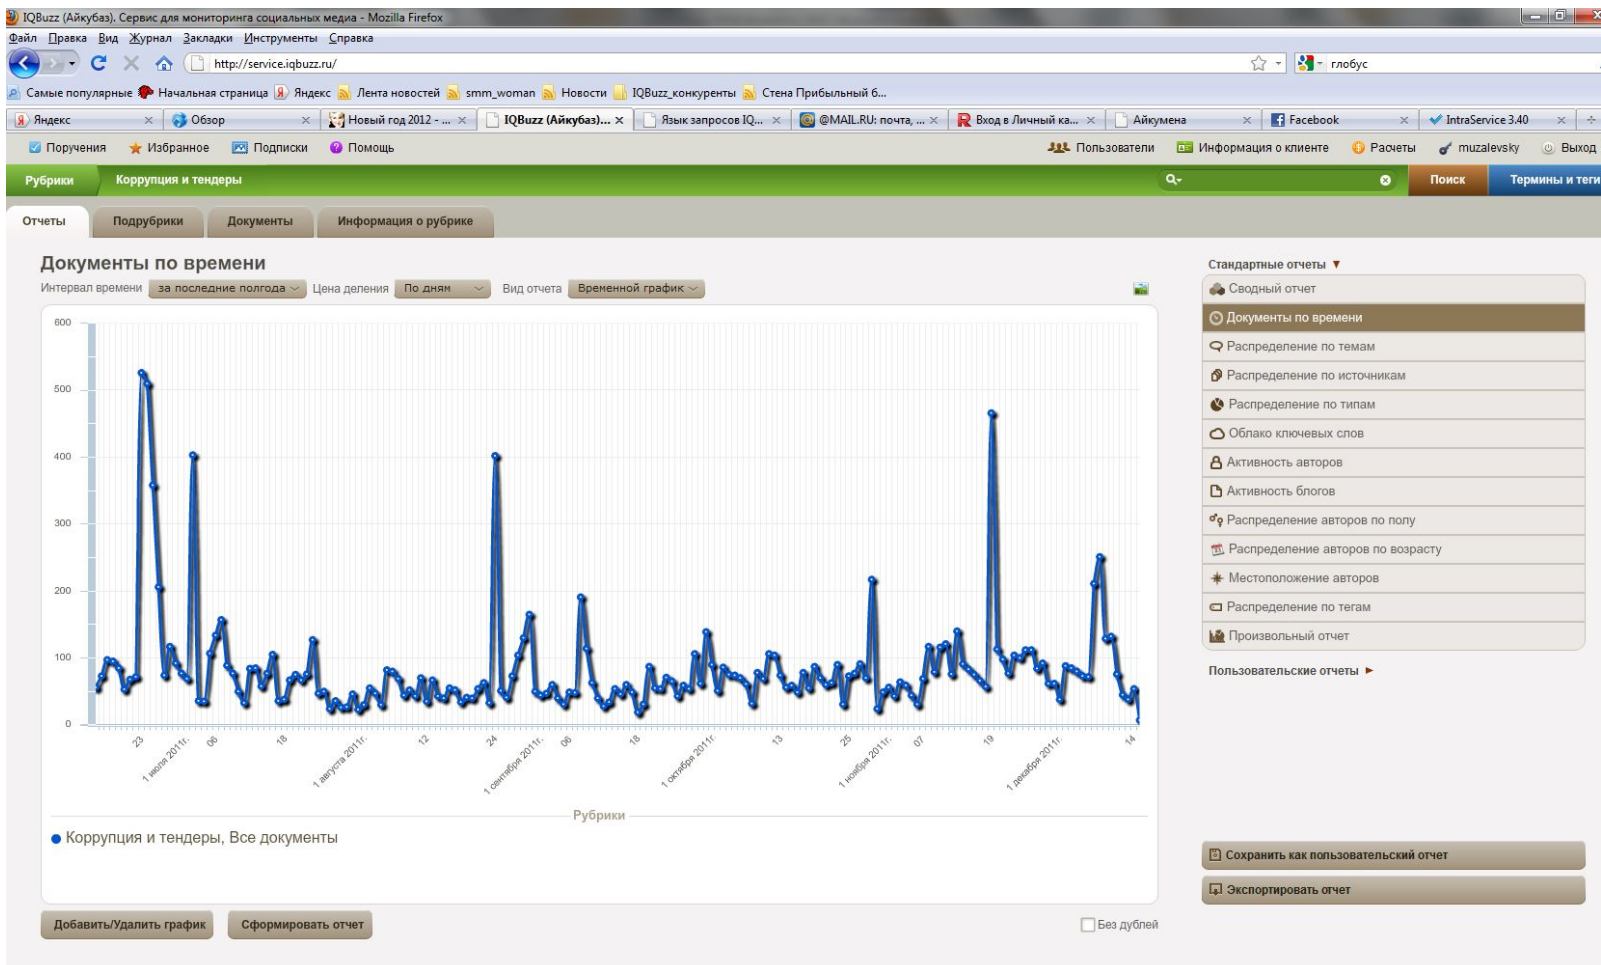 IQBuzz (Айкубаз). Сервис для мониторинга социальных медиа - Mozilla Firefox
Файл Правка Вид Журнал Закладки Инструменты Справка
http://service.iqbuzz.ru/ глобус
Самые популярные Начальная страница Яндекс Лента новостей smm_woman Новости IQBuzz_конкуренты Стена Прибыльный б...
Яндекс Обзор Новый год 2012 - ... IQBuzz (Айкубаз)... Язык запросов IQ... @MAIL.RU: почта, ... Вход в Личный ка... Айкумена Facebook IntraService 3.40
Поручения Избранное Подписки Помощь Пользователи Информация о клиенте Расчеты muzalevsky Выход
Рубрики Коррупция и тендеры Поиск Термины и теги
Отчеты Подрубрики Документы Информация о рубрике
Документы по времени
Интервал времени за последние полгода Цена деления По дням Вид отчета Временной график
600
500
400
300
200
100
0
23 1 июля 2011г. 06 18 1 августа 2011г. 12 24 1 сентября 2011г. 06 18 1 октября 2011г. 13 25 1 ноября 2011г. 07 19 1 декабря 2011г. 14
Рубрики
Коррупция и тендеры, Все документы
Добавить/Удалить график Сформировать отчет Без дублей
Стандартные отчеты
Сводный отчет
Документы по времени
Распределение по темам
Распределение по источникам
Распределение по типам
Облако ключевых слов
Активность авторов
Активность блогов
Распределение авторов по полу
Распределение авторов по возрасту
Местоположение авторов
Распределение по тегам
Произвольный отчет
Пользовательские отчеты
Сохранить как пользовательский отчет
Экспортировать отчет